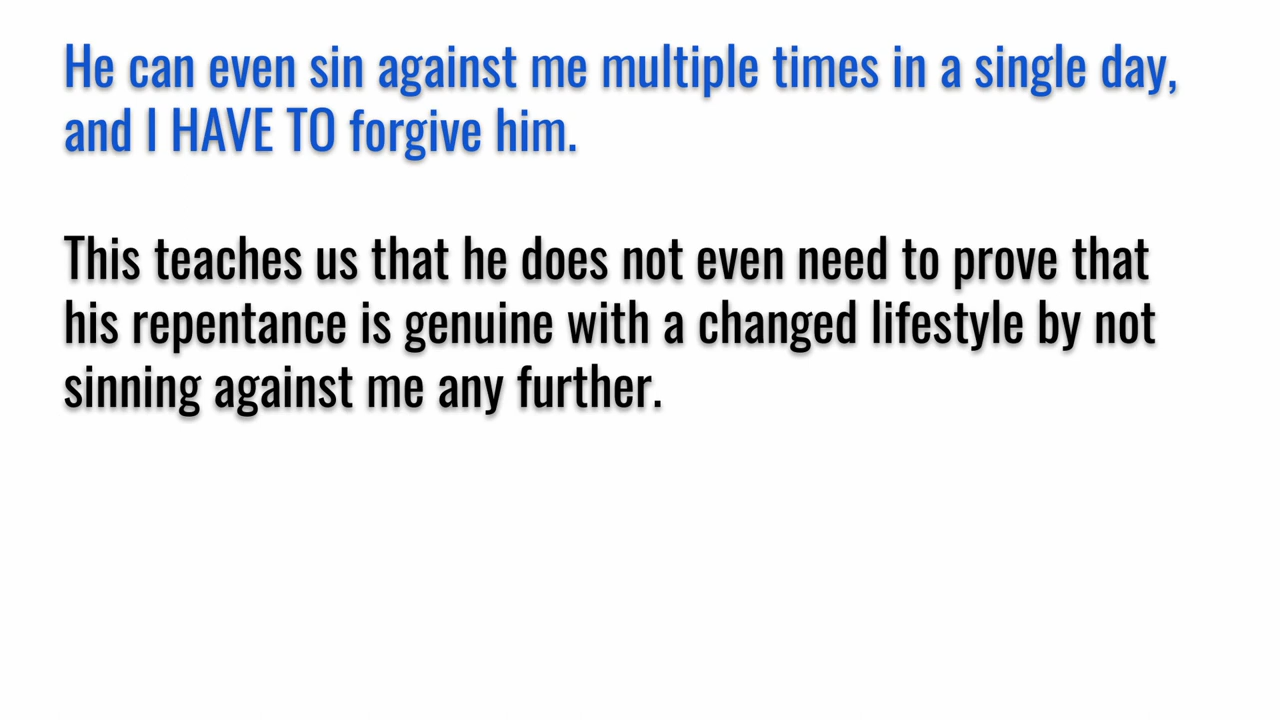 He can even sin against me multiple times in a single day,
and I HAVE TO forgive him.
This teaches us that he does not even need to prove that
his repentance is genuine with a changed lifestyle by not
sinning against me any further.